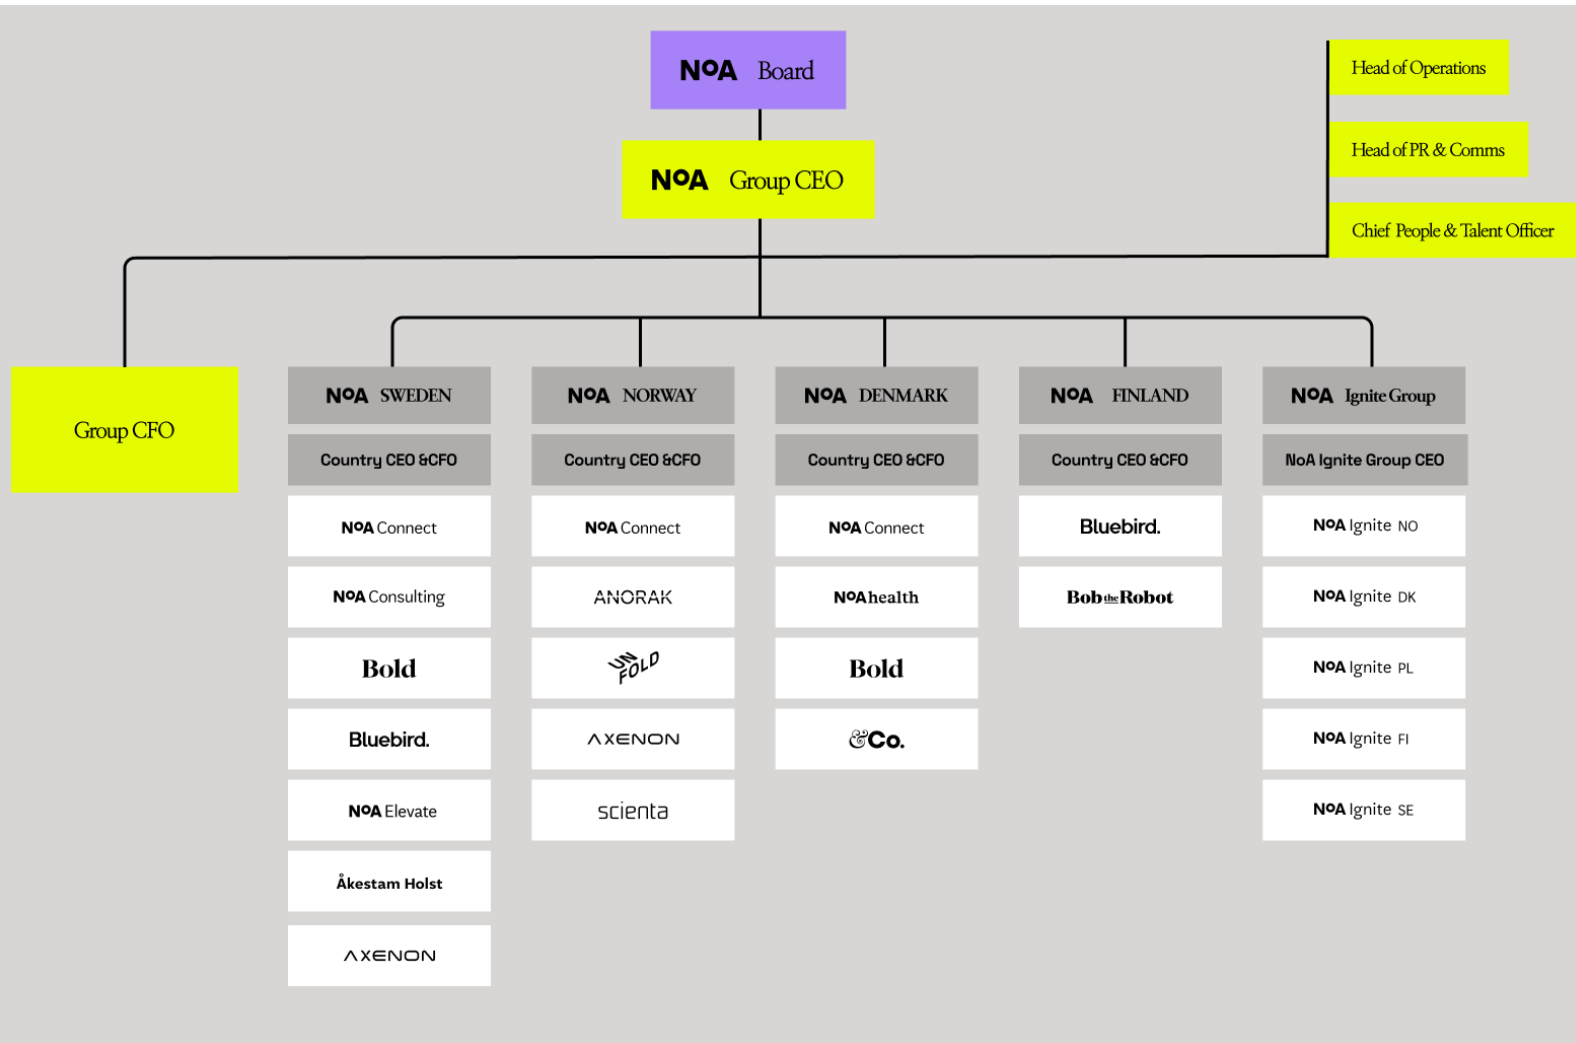 NoA Board
NoA Group CEO
Head of Operations
Head of PR & Comms
Chief People & Talent Officer
Group CFO
NoA SWEDEN
Country CEO &CFO
NoA Connect
NoA Consulting
Bold
Bluebird.
NoA Elevate
Åkestam Holst
AXENON
NoA NORWAY
Country CEO &CFO
NoA Connect
ANORAK
UN
FOLD
AXENON
scienta
NoA DENMARK
Country CEO &CFO
NoA Connect
NoA health
Bold
&Co.
NoA FINLAND
Country CEO &CFO
Bluebird.
Bob the Robot
NoA Ignite Group
NoA Ignite Group CEO
NoA Ignite NO
NoA Ignite DK
NoA Ignite PL
NoA Ignite FI
NoA Ignite SE